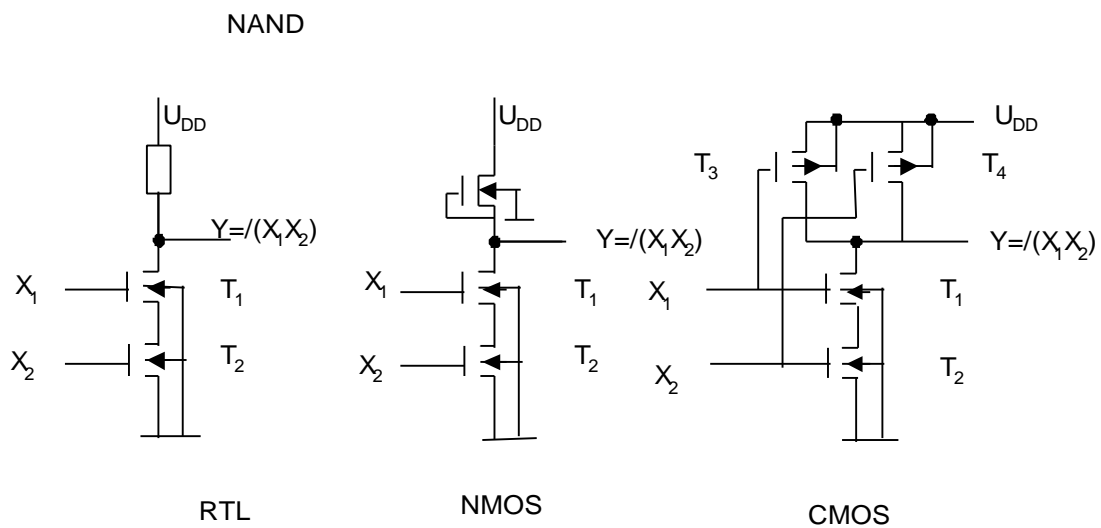 NAND
U_DD U_DD U_DD
T_3 T_4
Y=/(X_1X_2) Y=/(X_1X_2) Y=/(X_1X_2)
X_1 T_1 X_1 T_1 X_1 T_1
X_2 T_2 X_2 T_2 X_2 T_2
RTL NMOS CMOS